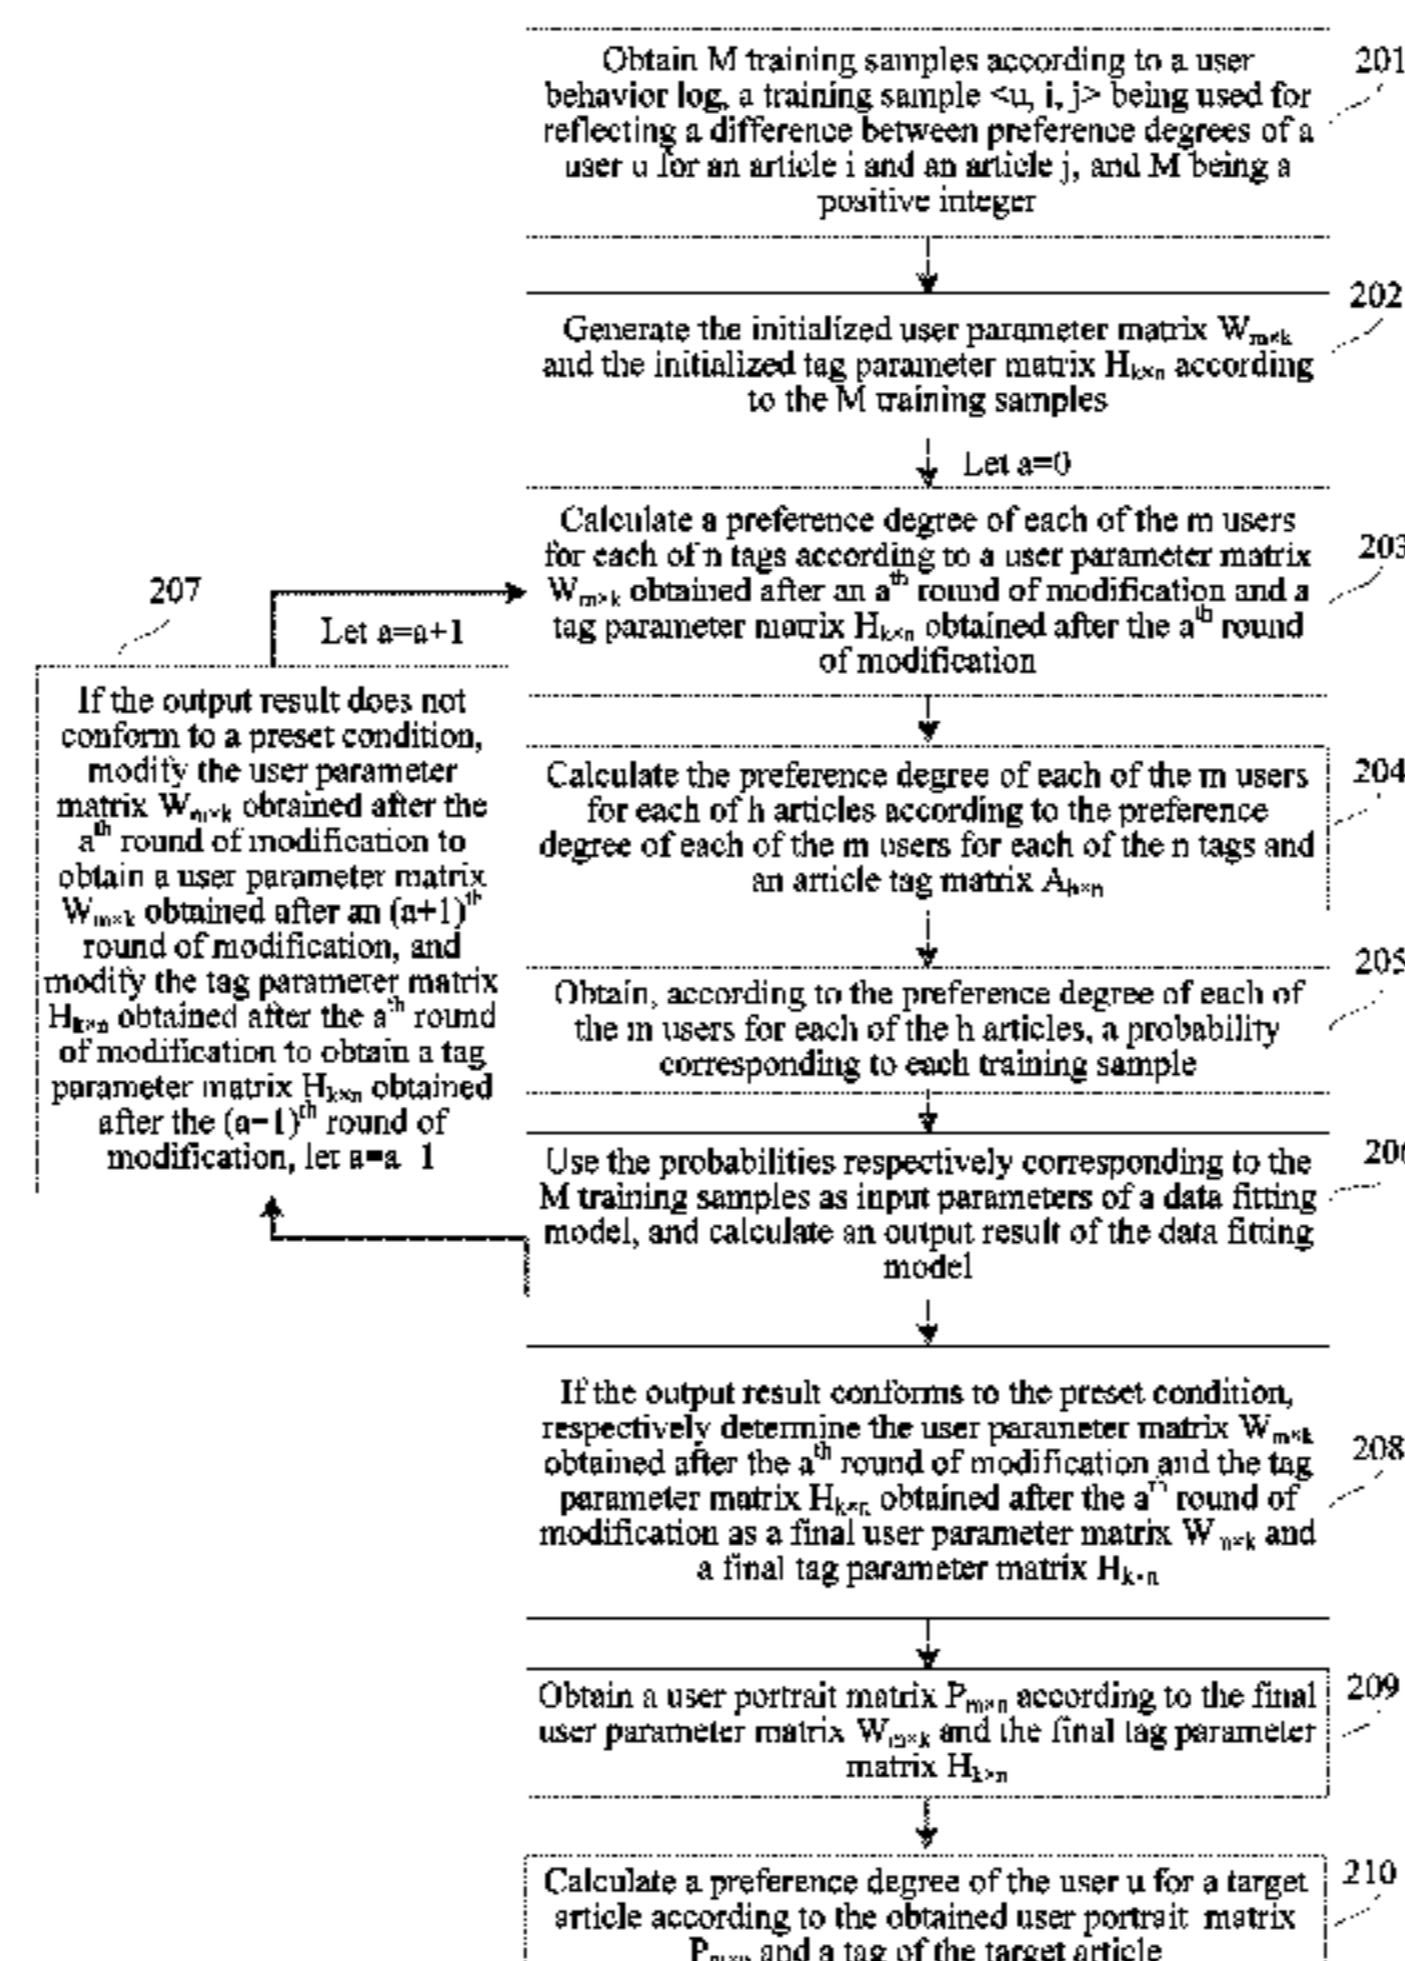 201
Obtain M training samples according to a user
behavior log, a training sample <u, i, j> being used for
reflecting a difference between preference degrees of a
user u for an article i and an article j, and M being a
positive integer
202
Generate the initialized user parameter matrix Wm×k
and the initialized tag parameter matrix Hk×n according
to the M training samples
Let a=0
203
Calculate a preference degree of each of the m users
for each of n tags according to a user parameter matrix
Wm×k obtained after an ath round of modification and a
tag parameter matrix Hk×n obtained after the ath round
of modification
204
Calculate the preference degree of each of the m users
for each of h articles according to the preference
degree of each of the m users for each of the n tags and
an article tag matrix Ah×n
205
Obtain, according to the preference degree of each of
the m users for each of the h articles, a probability
corresponding to each training sample
206
Use the probabilities respectively corresponding to the
M training samples as input parameters of a data fitting
model, and calculate an output result of the data fitting
model
207
Let a=a+1
If the output result does not
conform to a preset condition,
modify the user parameter
matrix Wm×k obtained after the
ath round of modification to
obtain a user parameter matrix
Wm×k obtained after an (a+1)th
round of modification, and
modify the tag parameter matrix
Hk×n obtained after the ath round
of modification to obtain a tag
parameter matrix Hk×n obtained
after the (a−1)th round of
modification, let a=a 1
208
If the output result conforms to the preset condition,
respectively determine the user parameter matrix Wm×k
obtained after the ath round of modification and the tag
parameter matrix Hk×n obtained after the ath round of
modification as a final user parameter matrix Wm×k and
a final tag parameter matrix Hk×n
209
Obtain a user portrait matrix Pm×n according to the final
user parameter matrix Wm×k and the final tag parameter
matrix Hk×n
210
Calculate a preference degree of the user u for a target
article according to the obtained user portrait matrix
Pm×n and a tag of the target article